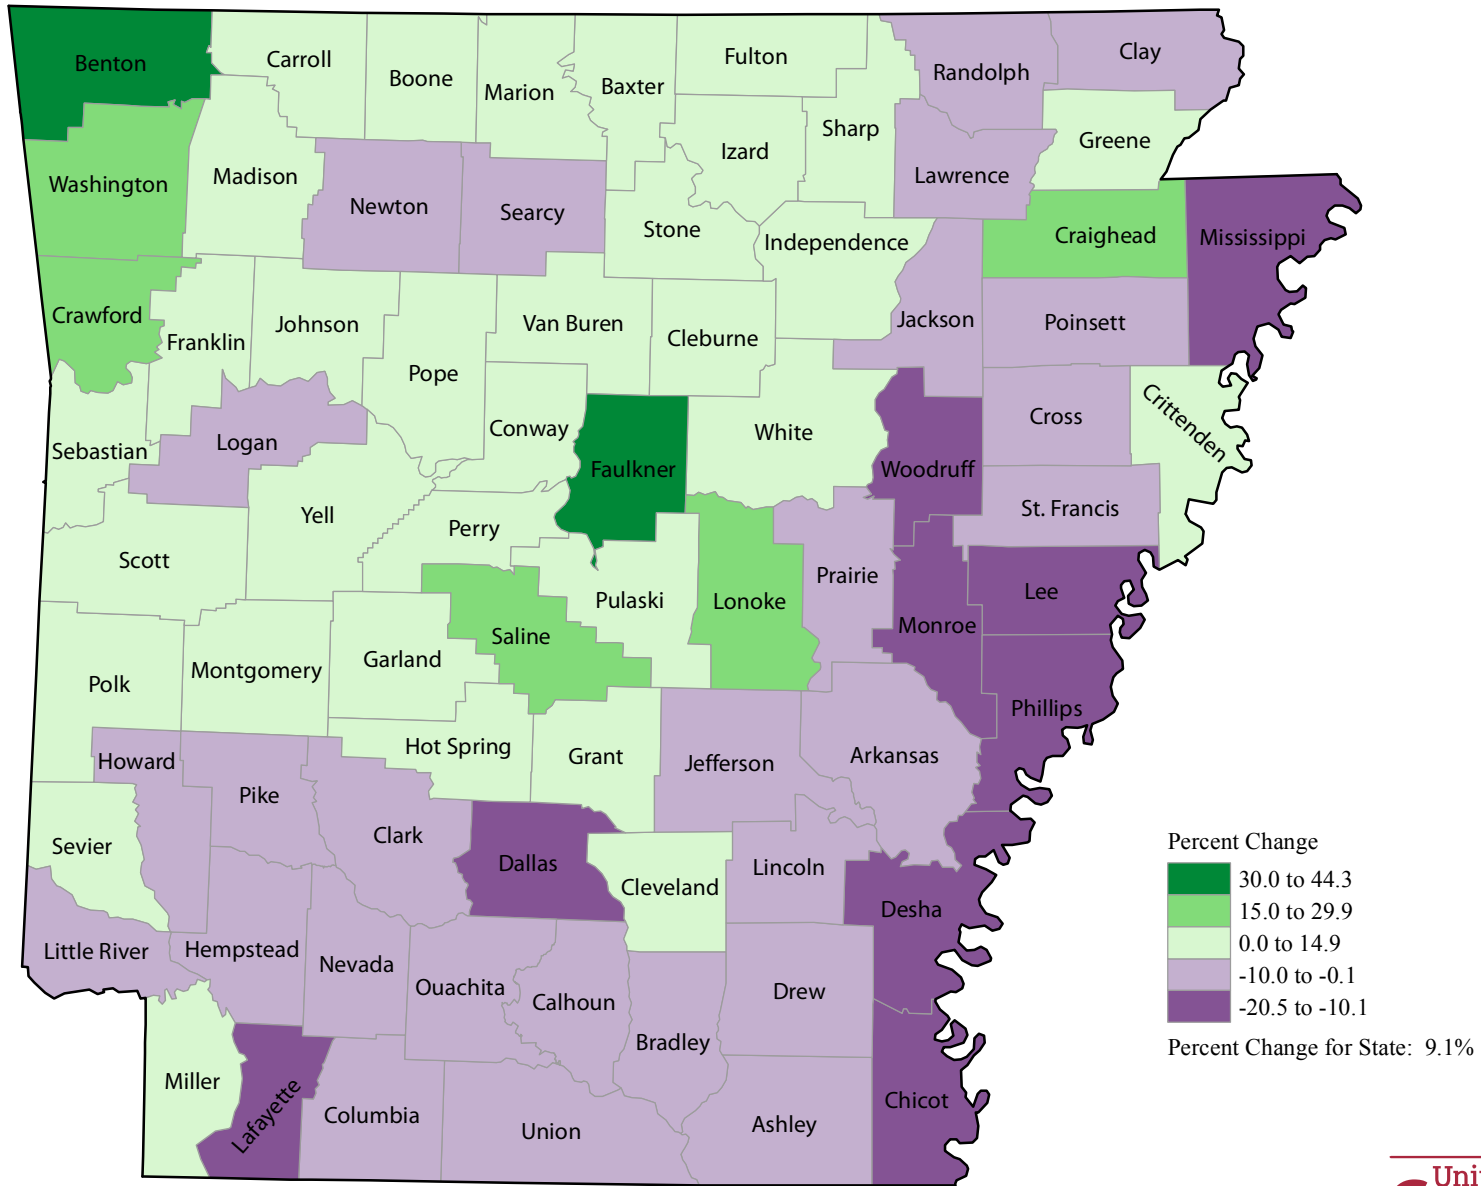 Benton
Carroll
Boone
Marion
Baxter
Fulton
Randolph
Clay
Sharp
Izard
Greene
Lawrence
Washington
Madison
Newton
Searcy
Stone
Independence
Craighead
Mississippi
Crawford
Franklin
Johnson
Pope
Van Buren
Cleburne
Jackson
Poinsett
Sebastian
Logan
Conway
Faulkner
White
Woodruff
Cross
Crittenden
St. Francis
Scott
Yell
Perry
Pulaski
Lonoke
Prairie
Monroe
Lee
Phillips
Polk
Montgomery
Garland
Saline
Hot Spring
Grant
Jefferson
Arkansas
Howard
Pike
Clark
Dallas
Cleveland
Lincoln
Desha
Sevier
Little River
Hempstead
Nevada
Ouachita
Calhoun
Bradley
Drew
Miller
Lafayette
Columbia
Union
Ashley
Chicot
Percent Change
30.0 to 44.3
15.0 to 29.9
0.0 to 14.9
-10.0 to -0.1
-20.5 to -10.1
Percent Change for State: 9.1%